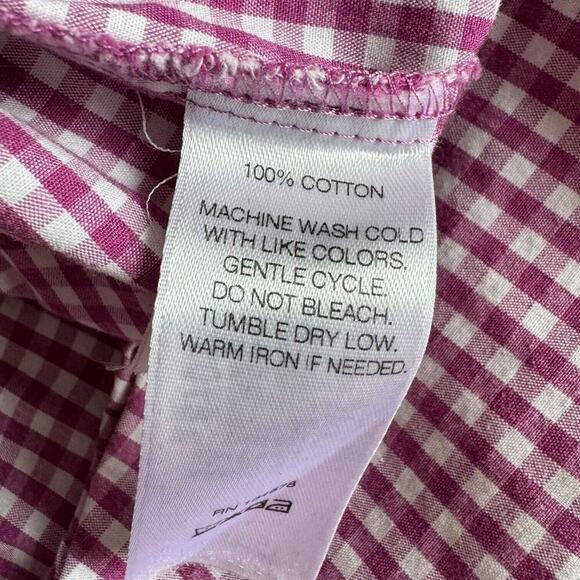 100% COTTON
MACHINE WASH COLD
WITH LIKE COLORS.
GENTLE CYCLE.
DO NOT BLEACH.
TUMBLE DRY LOW.
WARM IRON IF NEEDED.
RN